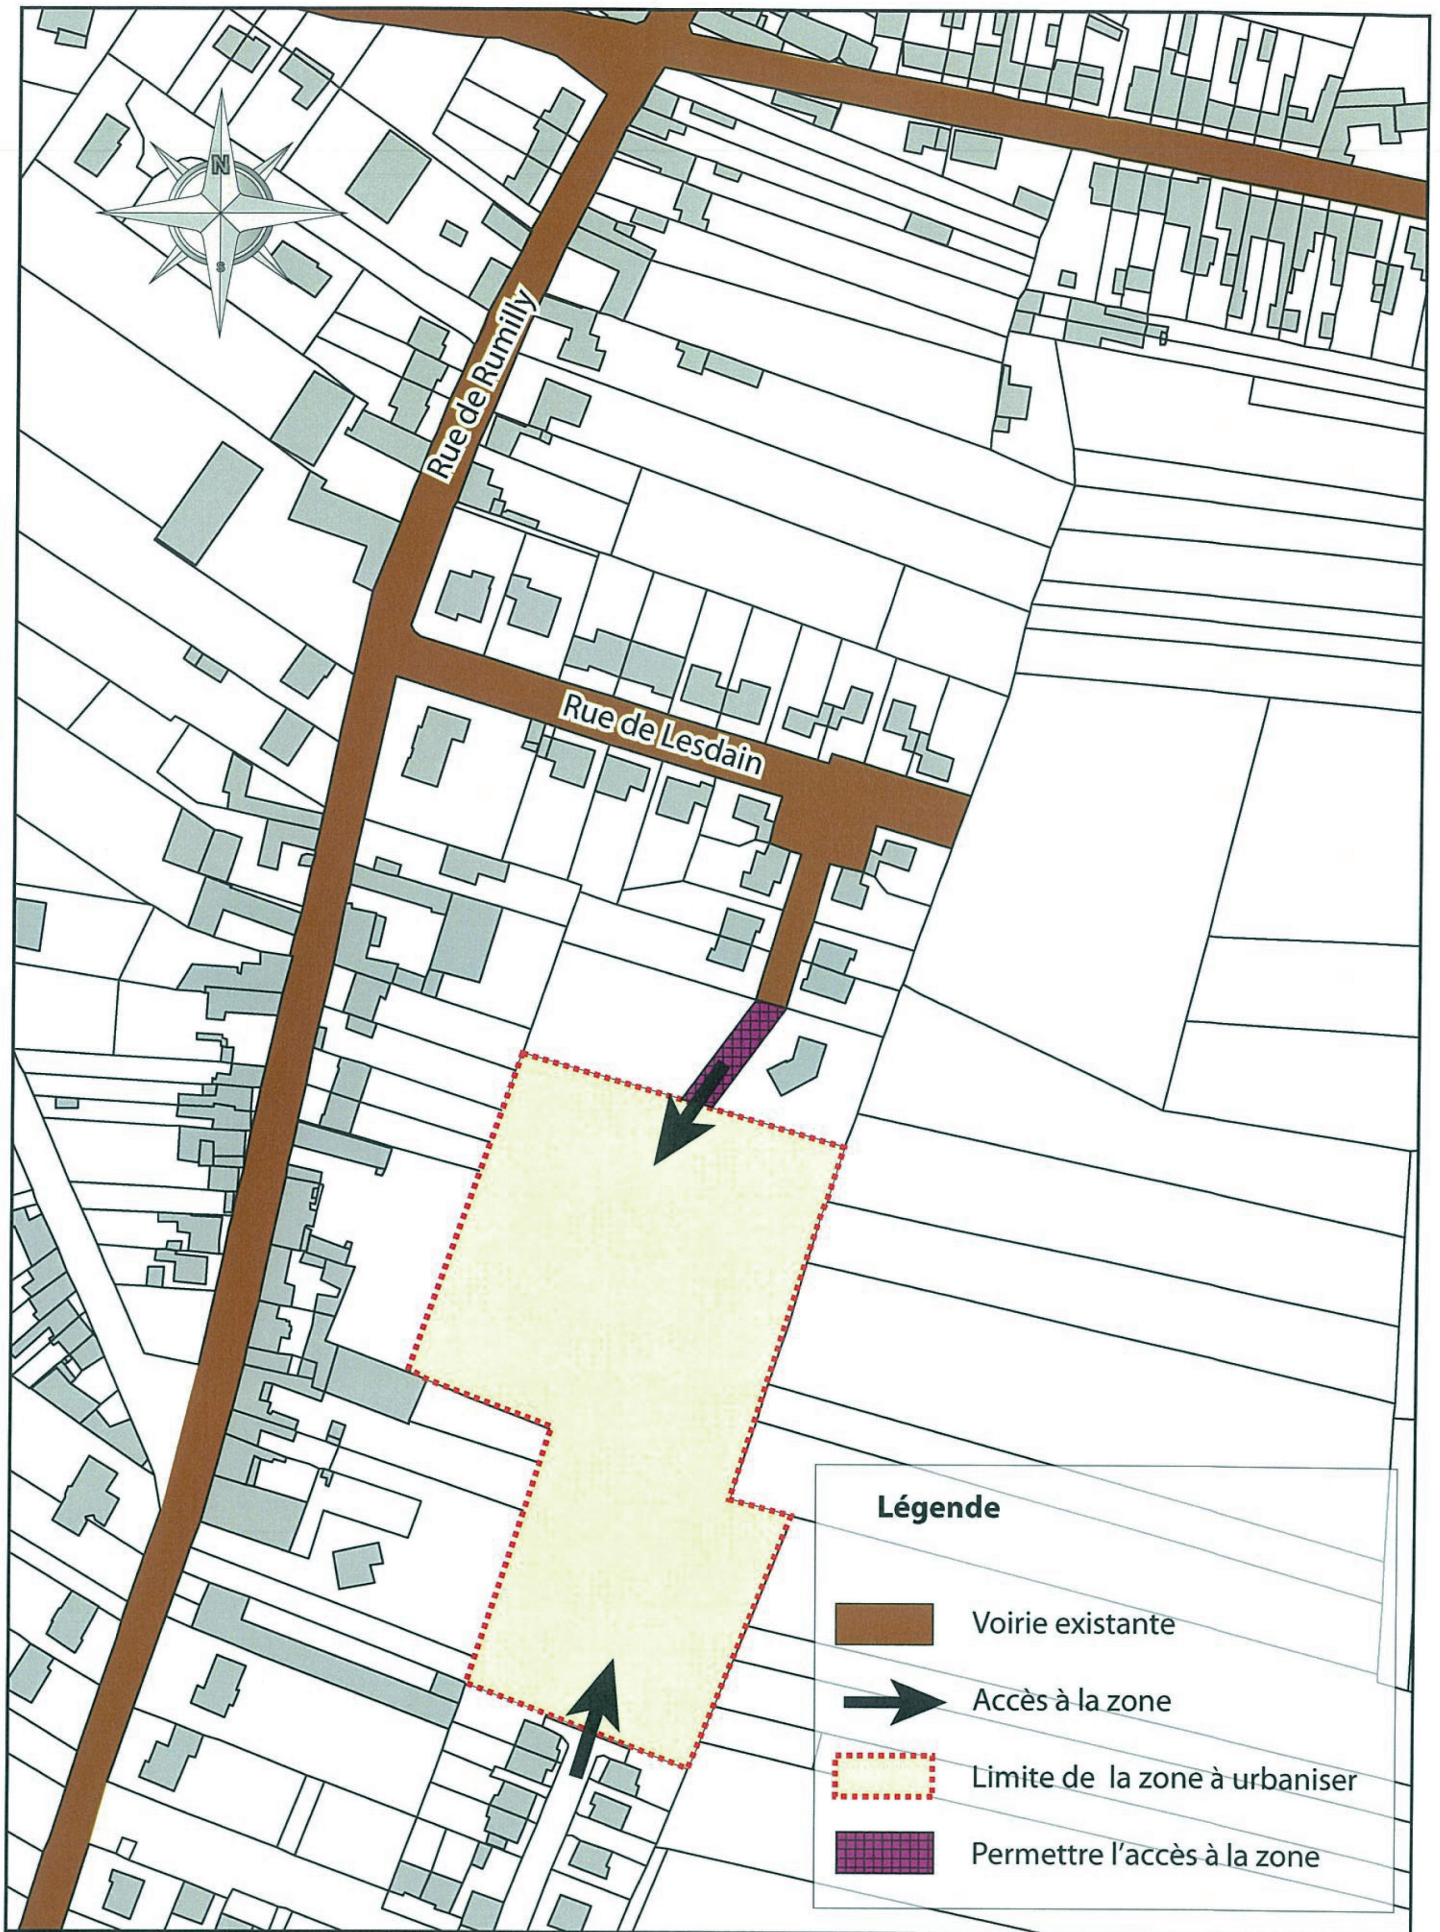 N
S
Rue de Rumilly
Rue de Lesdain
Légende
Voirie existante
Accès à la zone
Limite de la zone à urbaniser
Permettre l'accès à la zone